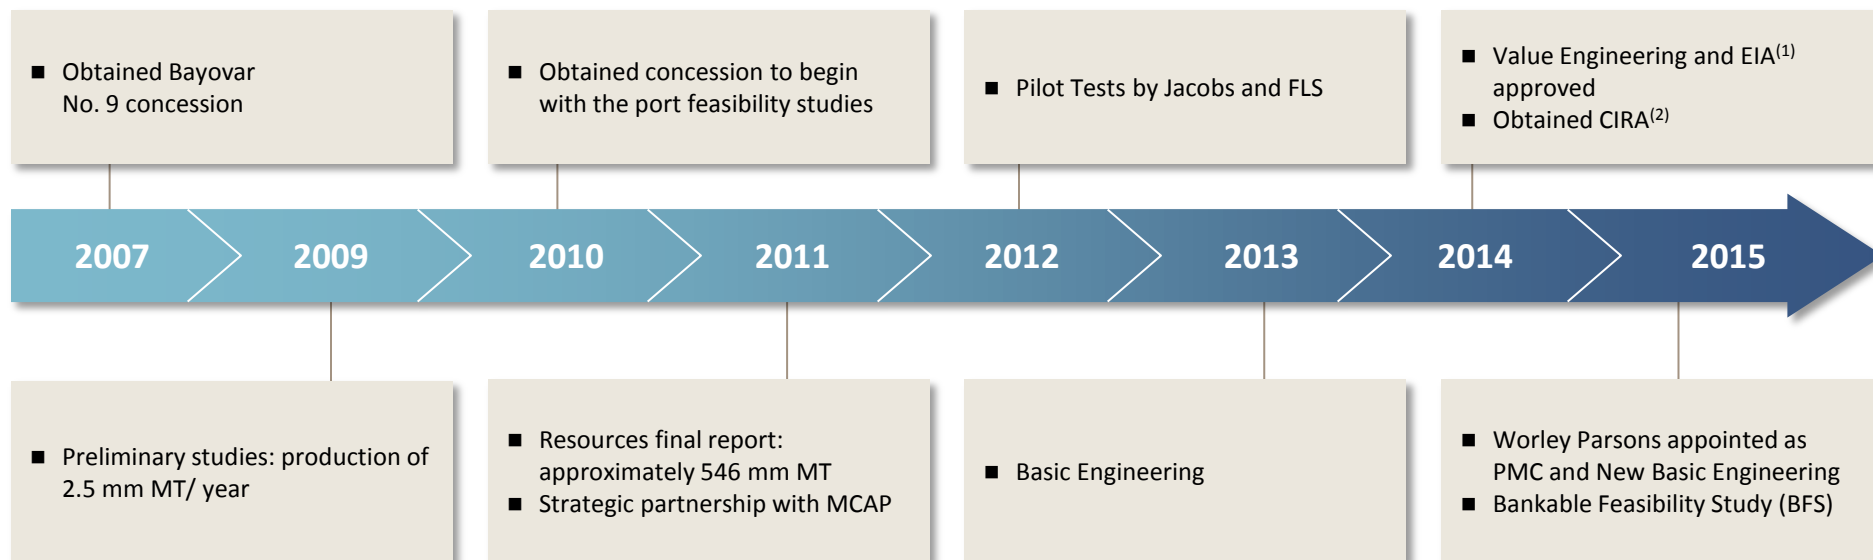 ■ Obtained Bayovar
No. 9 concession
■ Obtained concession to begin
with the port feasibility studies
■ Pilot Tests by Jacobs and FLS
■ Value Engineering and EIA(1)
approved
■ Obtained CIRA(2)
2007
2009
2010
2011
2012
2013
2014
2015
■ Preliminary studies: production of
2.5 mm MT/ year
■ Resources final report:
approximately 546 mm MT
■ Strategic partnership with MCAP
■ Basic Engineering
■ Worley Parsons appointed as
PMC and New Basic Engineering
■ Bankable Feasibility Study (BFS)